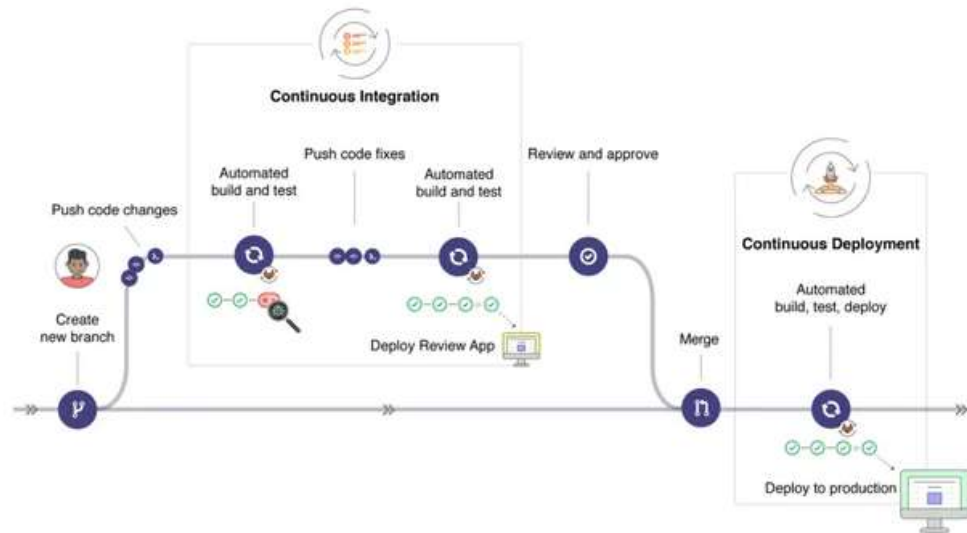 Continuous Integration
Push code fixes
Review and approve
Automated
build and test
Automated
build and test
Push code changes
Continuous Deployment
Automated
build, test, deploy
Create
new branch
Deploy Review App
Merge
Deploy to production